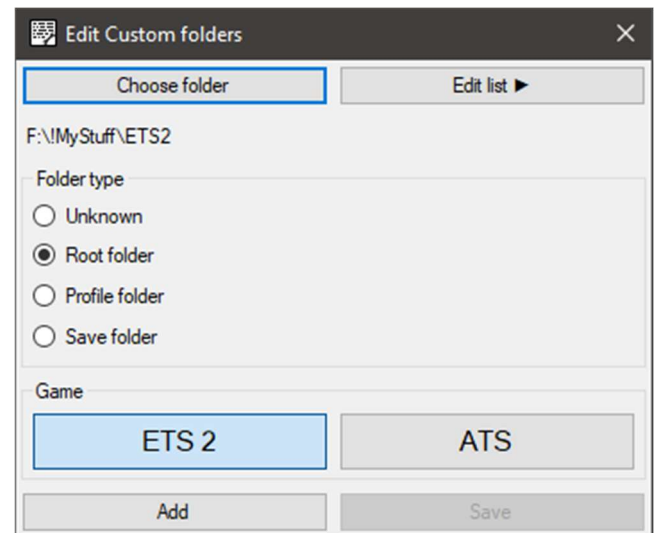 Edit Custom folders
Choose folder
Edit list ►
F:\!MyStuff\ETS2
Folder type
Unknown
Root folder
Profile folder
Save folder
Game
ETS 2
ATS
Add
Save